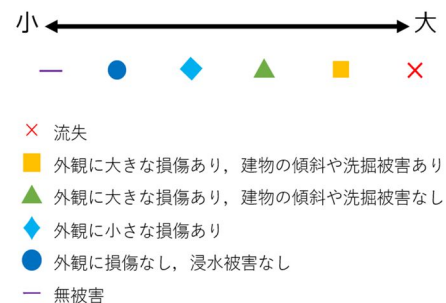 小 大
流失
外観に大きな損傷あり，建物の傾斜や洗掘被害あり
外観に大きな損傷あり，建物の傾斜や洗掘被害なし
外観に小さな損傷あり
外観に損傷なし，浸水被害なし
無被害